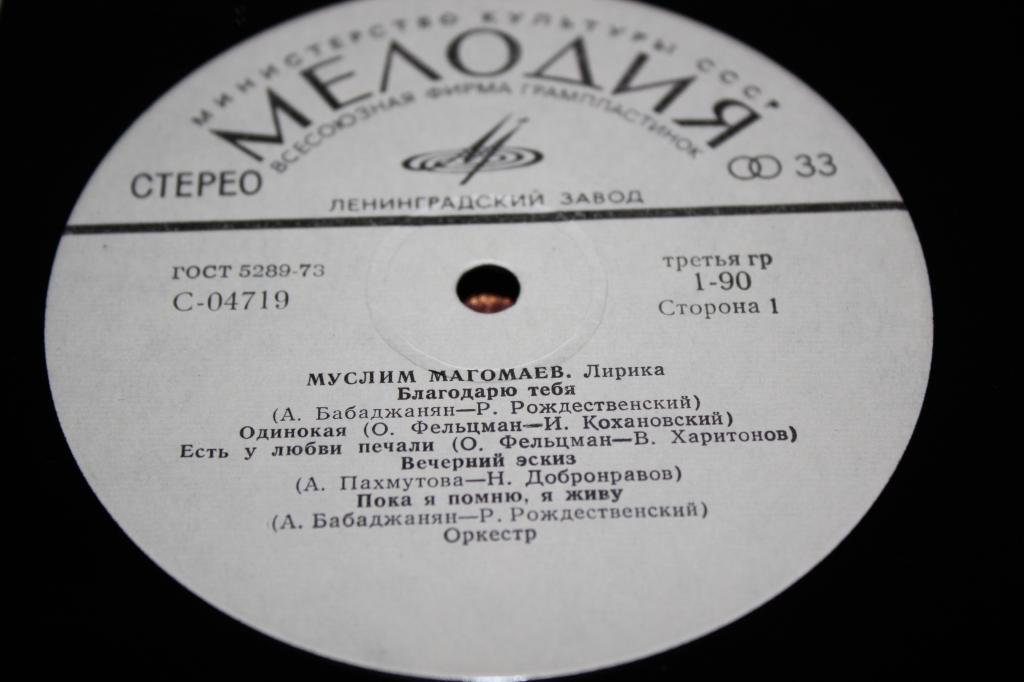 МИНИСТЕРСТВО КУЛЬТУРЫ СССР
МЕЛОДИЯ
ВСЕСОЮЗНАЯ ФИРМА ГРАМПЛАСТИНОК
СТЕРЕО
33
ЛЕНИНГРАДСКИЙ ЗАВОД
ГОСТ 5289-73
С-04719
третья гр
1-90
Сторона 1
МУСЛИМ МАГОМАЕВ. Лирика
Благодарю тебя
(А. Бабаджанян—Р. Рождественский)
Одинокая (О. Фельцман—И. Кохановский)
Есть у любви печали (О. Фельцман—В. Харитонов)
Вечерний эскиз
(А. Пахмутова—Н. Добронравов)
Пока я помню, я живу
(А. Бабаджанян—Р. Рождественский)
Оркестр